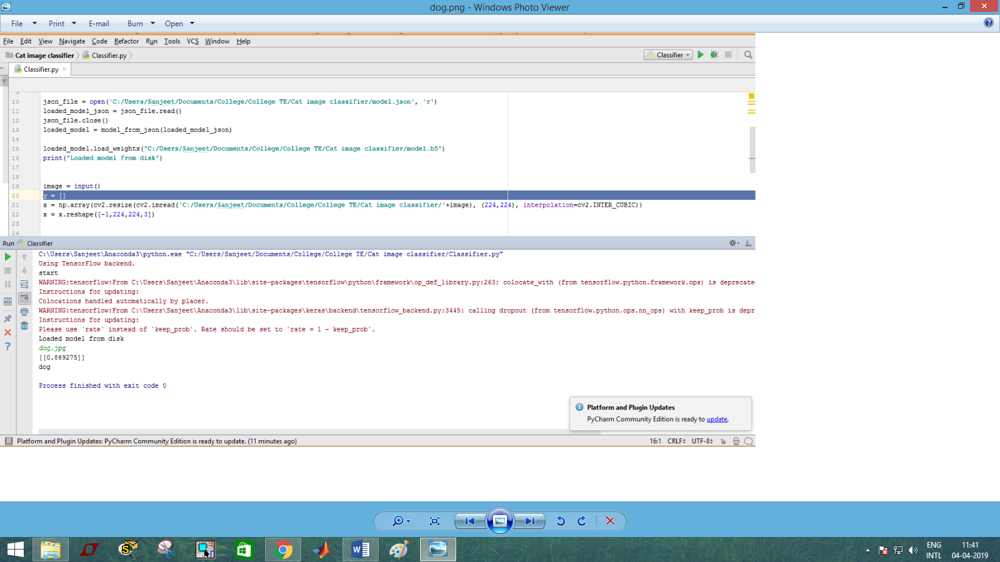 dog.png - Windows Photo Viewer
File Print E-mail Burn Open
File Edit View Navigate Code Refactor Run Tools VCS Window Help
Cat image classifier Classifier.py Classifier
Classifier.py
9
10 json_file = open('C:/Users/Sanjeet/Documents/College/College TE/Cat image classifier/model.json', 'r')
11 loaded_model_json = json_file.read()
12 json_file.close()
13 loaded_model = model_from_json(loaded_model_json)
14
15 loaded_model.load_weights("C:/Users/Sanjeet/Documents/College/College TE/Cat image classifier/model.h5")
16 print("Loaded model from disk")
17
18
19 image = input()
20 y = []
21 x = np.array(cv2.resize(cv2.imread('C:/Users/Sanjeet/Documents/College/College TE/Cat image classifier/'+image), (224,224), interpolation=cv2.INTER_CUBIC))
22 x = x.reshape([-1,224,224,3])
23
24
Run Classifier
C:\Users\Sanjeet\Anaconda3\python.exe "C:/Users/Sanjeet/Documents/College/College TE/Cat image classifier/Classifier.py"
Using TensorFlow backend.
start
WARNING:tensorflow:From C:\Users\Sanjeet\Anaconda3\lib\site-packages\tensorflow\python\framework\op_def_library.py:263: colocate_with (from tensorflow.python.framework.ops) is deprecate
Instructions for updating:
Colocations handled automatically by placer.
WARNING:tensorflow:From C:\Users\Sanjeet\Anaconda3\lib\site-packages\keras\backend\tensorflow_backend.py:3445: calling dropout (from tensorflow.python.ops.nn_ops) with keep_prob is depr
Instructions for updating:
Please use `rate` instead of `keep_prob`. Rate should be set to `rate = 1 - keep_prob`.
Loaded model from disk
dog.jpg
[[0.869275]]
dog
Process finished with exit code 0
Platform and Plugin Updates
PyCharm Community Edition is ready to update.
Platform and Plugin Updates: PyCharm Community Edition is ready to update. (11 minutes ago) 16:1 CRLF UTF-8
ENG 11:41
INTL 04-04-2019